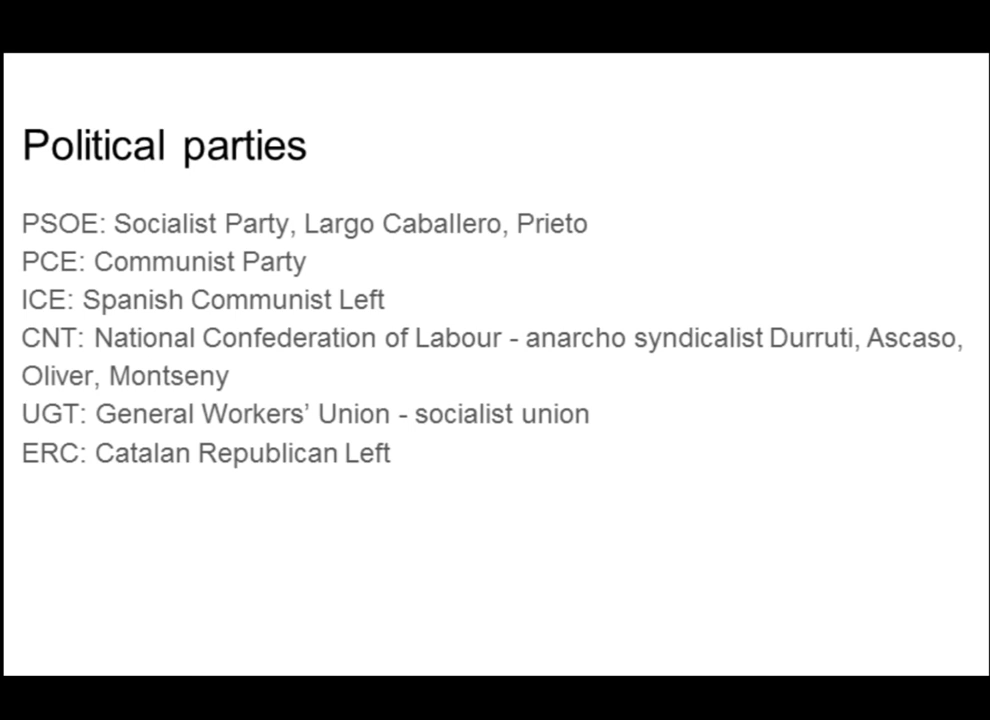 Political parties
PSOE: Socialist Party, Largo Caballero, Prieto
PCE: Communist Party
ICE: Spanish Communist Left
CNT: National Confederation of Labour - anarcho syndicalist Durruti, Ascaso,
Oliver, Montseny
UGT: General Workers’ Union - socialist union
ERC: Catalan Republican Left